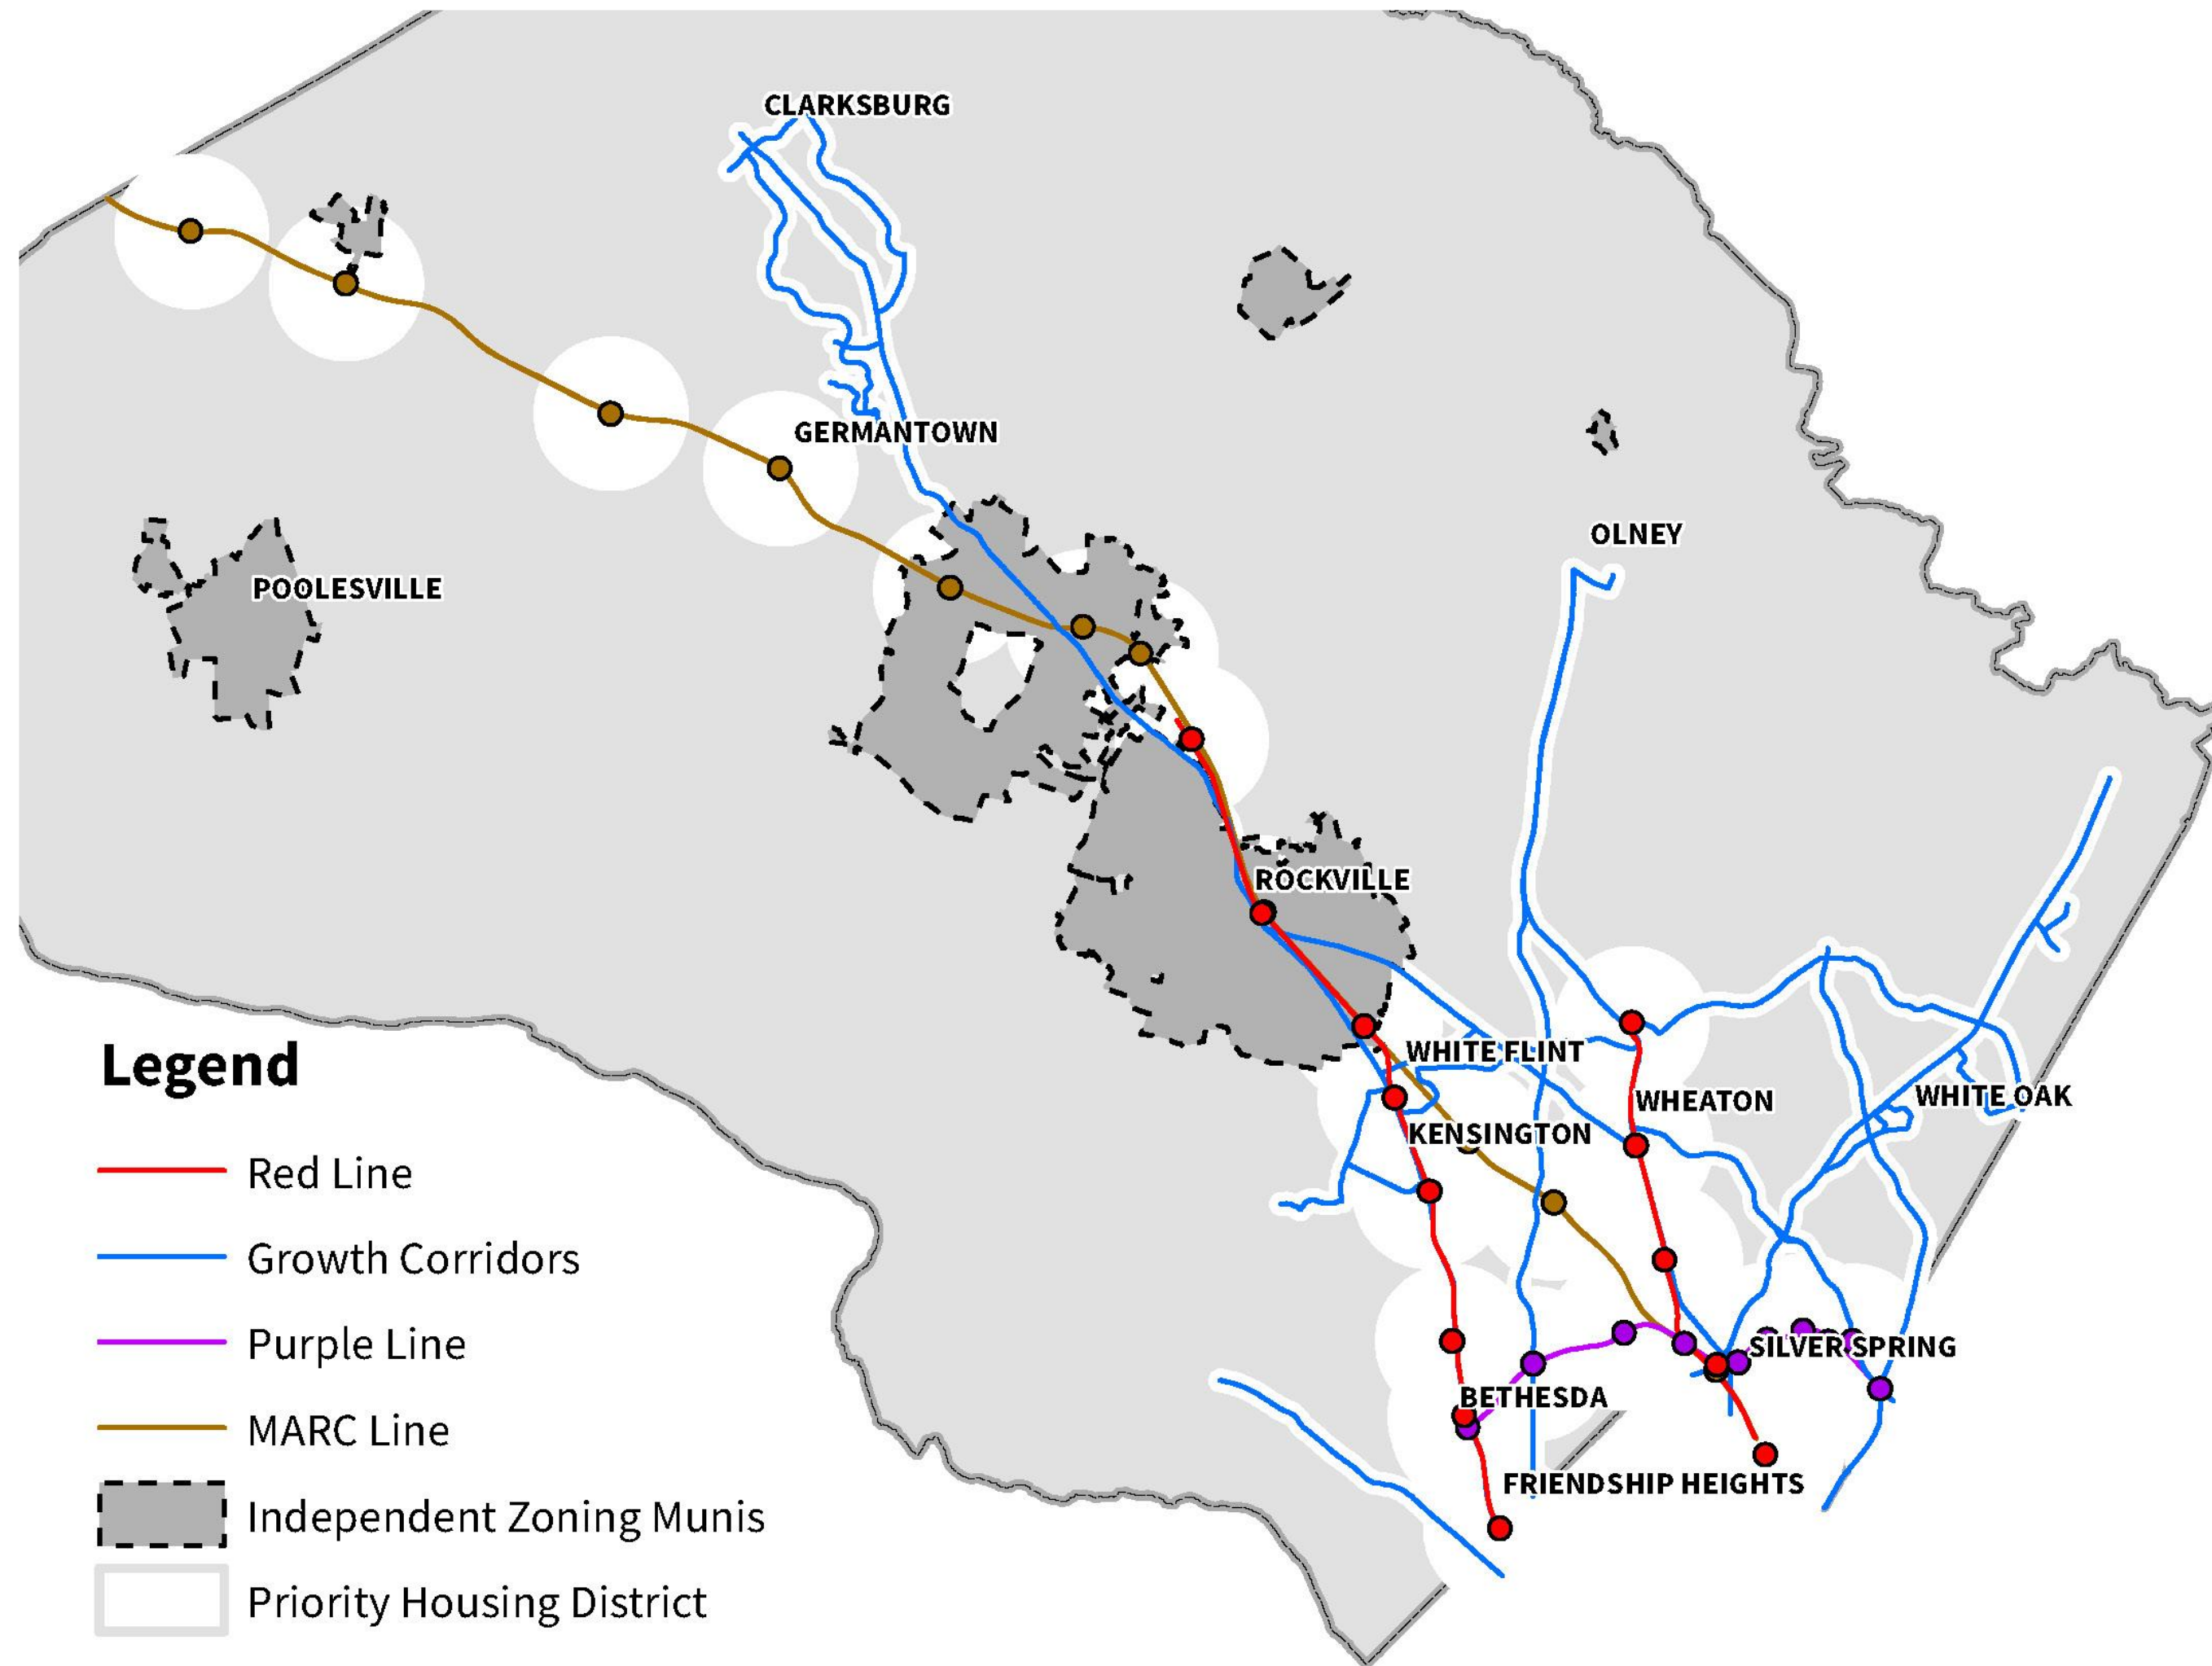 CLARKSBURG
GERMANTOWN
OLNEY
POOLESVILLE
ROCKVILLE
WHITE FLINT
WHEATON
WHITE OAK
KENSINGTON
SILVER SPRING
BETHESDA
FRIENDSHIP HEIGHTS
Legend
Red Line
Growth Corridors
Purple Line
MARC Line
Independent Zoning Munis
Priority Housing District